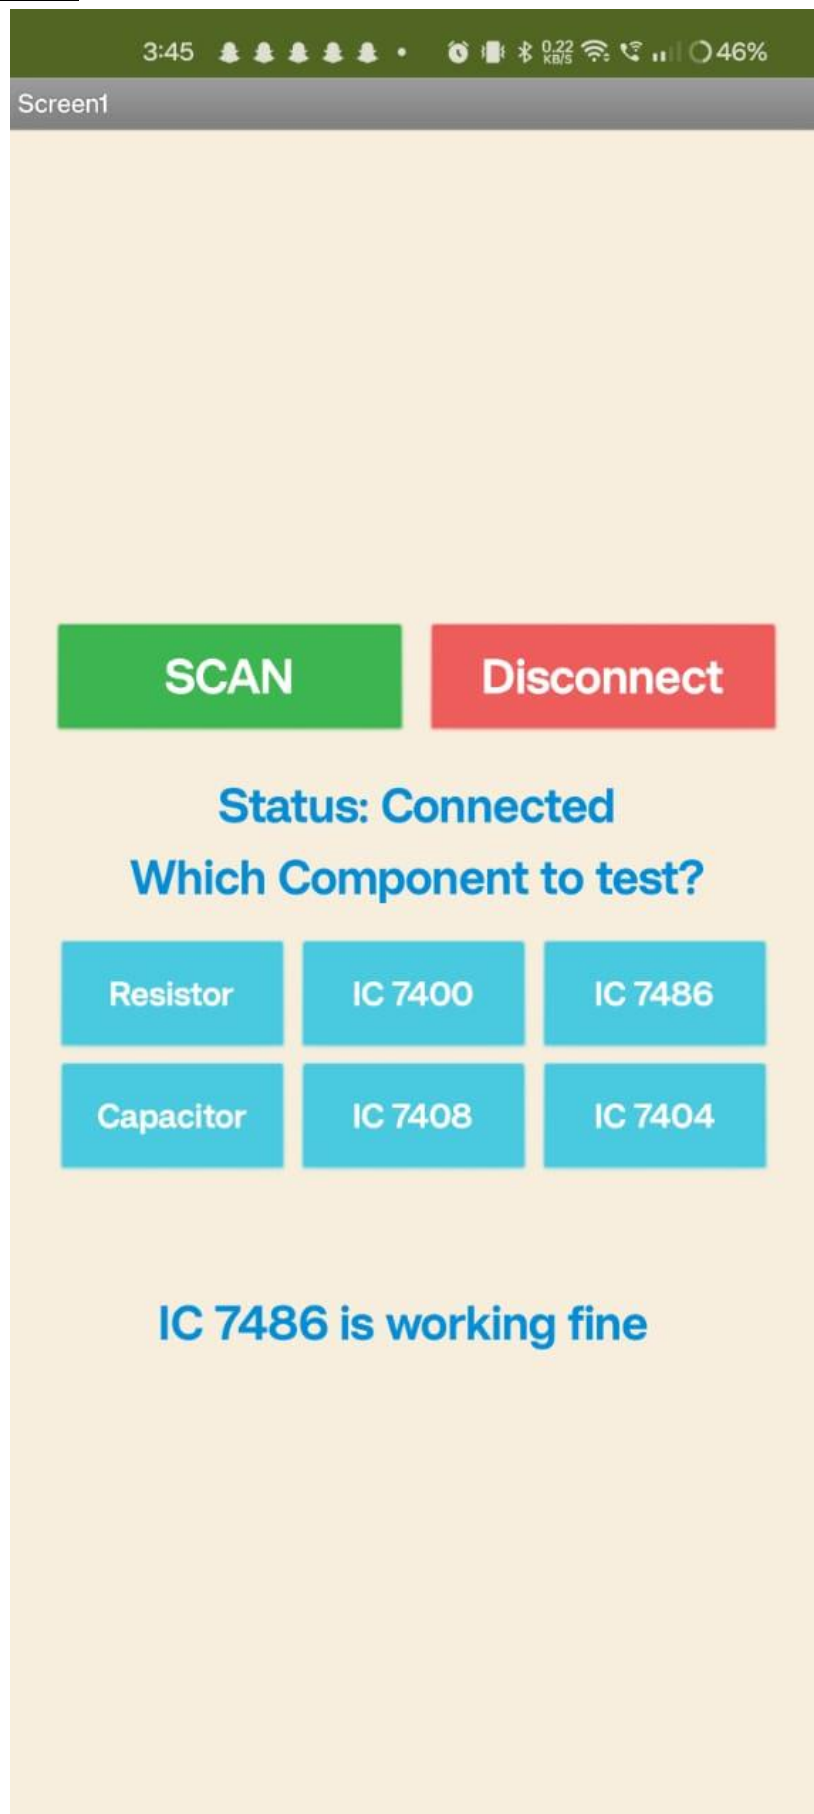 3:45 0.22 KB/S 46%
Screen1
SCAN Disconnect
Status: Connected
Which Component to test?
Resistor IC 7400 IC 7486
Capacitor IC 7408 IC 7404
IC 7486 is working fine